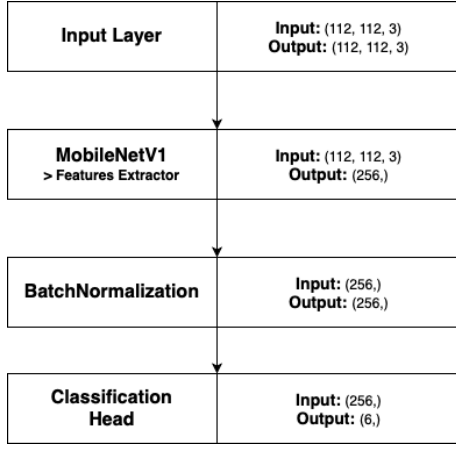 Input Layer
Input: (112, 112, 3)
Output: (112, 112, 3)
MobileNetV1
> Features Extractor
Input: (112, 112, 3)
Output: (256,)
BatchNormalization
Input: (256,)
Output: (256,)
Classification
Head
Input: (256,)
Output: (6,)